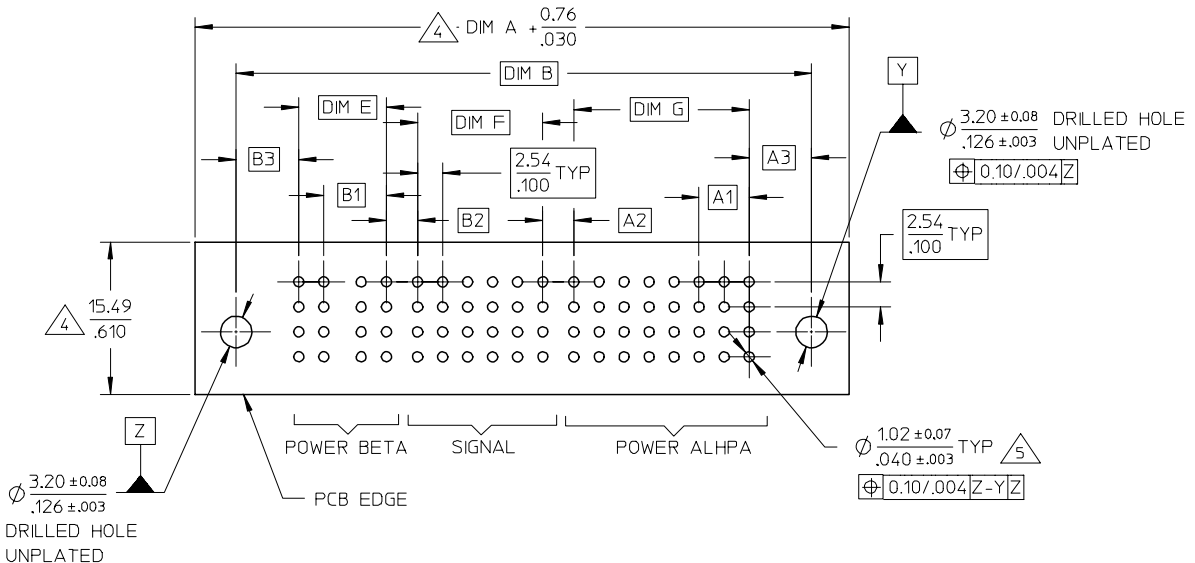 4 DIM A + 0.76
.030
DIM B
Y
DIM E
DIM F
DIM G
3.20 ±0.08 DRILLED HOLE
.126 ±.003 UNPLATED
⌖ 0.10/.004 Z
B3
2.54
.100 TYP
A3
B1
A1
B2
A2
2.54
.100 TYP
4 15.49
.610
Z
POWER BETA
SIGNAL
POWER ALHPA
∅ 1.02 ±0.07 TYP 5
.040 ±.003
⌖ 0.10/.004 Z-Y Z
∅ 3.20 ±0.08
.126 ±.003
DRILLED HOLE
UNPLATED
PCB EDGE